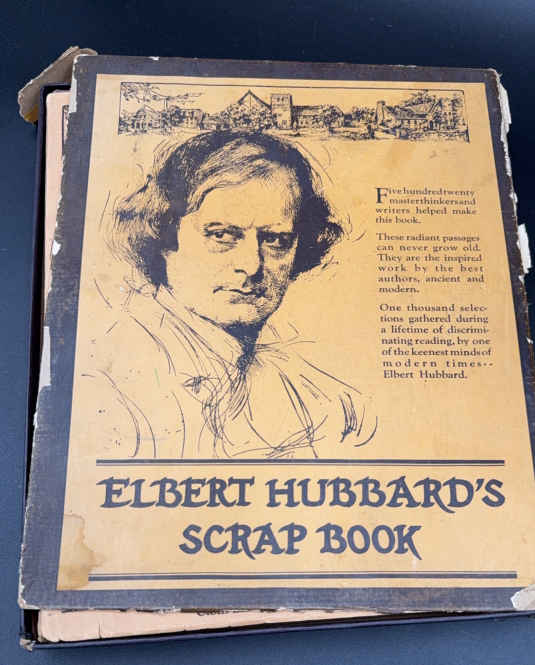 Five hundred twenty
master thinkers and
writers helped make
this book.
These radiant passages
can never grow old.
They are the inspired
work by the best
authors, ancient and
modern.
One thousand selec-
tions gathered during
a lifetime of discrimi-
nating reading, by one
of the keenest minds of
modern times--
Elbert Hubbard.
ELBERT HUBBARD'S
SCRAP BOOK